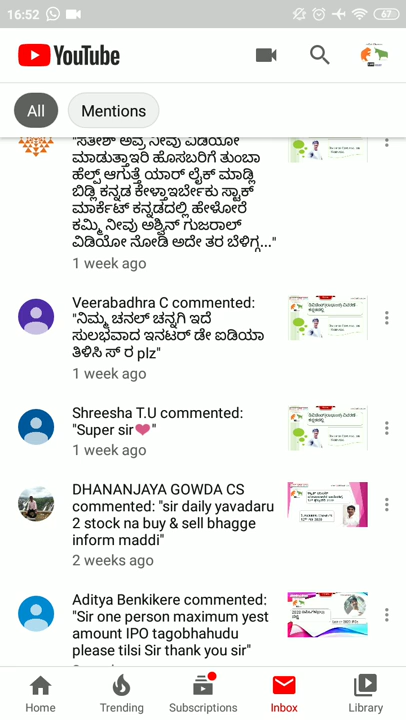 16:52
67
YouTube
All
Mentions
"ಸತೀಶ್ ಅವ್ರ ನೀವು ವಿಡಿಯೋ
ಮಾಡುತ್ತಾಇರಿ ಹೊಸಬರಿಗೆ ತುಂಬಾ
ಹೆಲ್ಪ್ ಆಗುತ್ತೆ ಯಾರ್ ಲೈಕ್ ಮಾಡ್ಲಿ
ಬಿಡ್ಲಿ ಕನ್ನಡ ಕೇಳ್ತಾಇರ್ಬೇಕು ಸ್ಟಾಕ್
ಮಾರ್ಕೆಟ್ ಕನ್ನಡದಲ್ಲಿ ಹೇಳೋರೆ
ಕಮ್ಮಿ ನೀವು ಅಶ್ವಿನ್ ಗುಜರಾಲ್
ವಿಡಿಯೋ ನೋಡಿ ಅದೇ ತರ ಬೆಳಿಗ್ಗ..."
1 week ago
Veerabadhra C commented:
"ನಿಮ್ಮ ಚನಲ್ ಚನ್ನಗಿ ಇದೆ
ಸುಲಭವಾದ ಇನಟರ್ ಡೇ ಐಡಿಯಾ
ತಿಳಿಸಿ ಸ್ ರ plz"
1 week ago
Shreesha T.U commented:
"Super sir❤"
1 week ago
DHANANJAYA GOWDA CS
commented: "sir daily yavadaru
2 stock na buy & sell bhagge
inform maddi"
2 weeks ago
Aditya Benkikere commented:
"Sir one person maximum yest
amount IPO tagobhahudu
please tilsi Sir thank you sir"
Home
Trending
Subscriptions
Inbox
Library